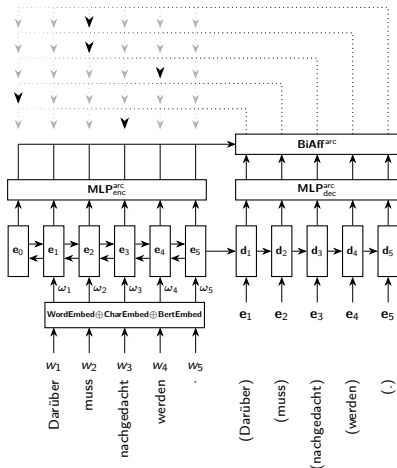 BiAff^arc
MLP^arc_enc MLP^arc_dec
e₀ e₁ e₂ e₃ e₄ e₅ d₁ d₂ d₃ d₄ d₅
ω₁ ω₂ ω₃ ω₄ ω₅
WordEmbed⊕CharEmbed⊕BertEmbed
e₁ e₂ e₃ e₄ e₅
w₁ w₂ w₃ w₄ w₅
Darüber muss nachgedacht werden .
(Darüber) (muss) (nachgedacht) (werden) (.)